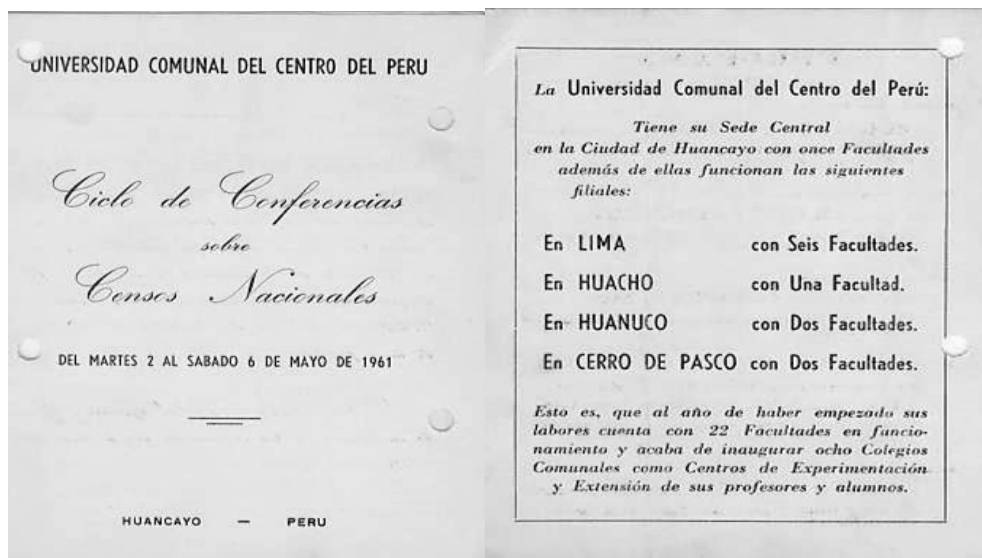 UNIVERSIDAD COMUNAL DEL CENTRO DEL PERU
Ciclo de Conferencias
sobre
Censos Nacionales
DEL MARTES 2 AL SABADO 6 DE MAYO DE 1961
HUANCAYO — PERU
La Universidad Comunal del Centro del Perú:
Tiene su Sede Central
en la Ciudad de Huancayo con once Facultades
además de ellas funcionan las siguientes
filiales:
En LIMA con Seis Facultades.
En HUACHO con Una Facultad.
En HUANUCO con Dos Facultades.
En CERRO DE PASCO con Dos Facultades.
Esto es, que al año de haber empezado sus
labores cuenta con 22 Facultades en funcio-
namiento y acaba de inaugurar ocho Colegios
Comunales como Centros de Experimentación
y Extensión de sus profesores y alumnos.